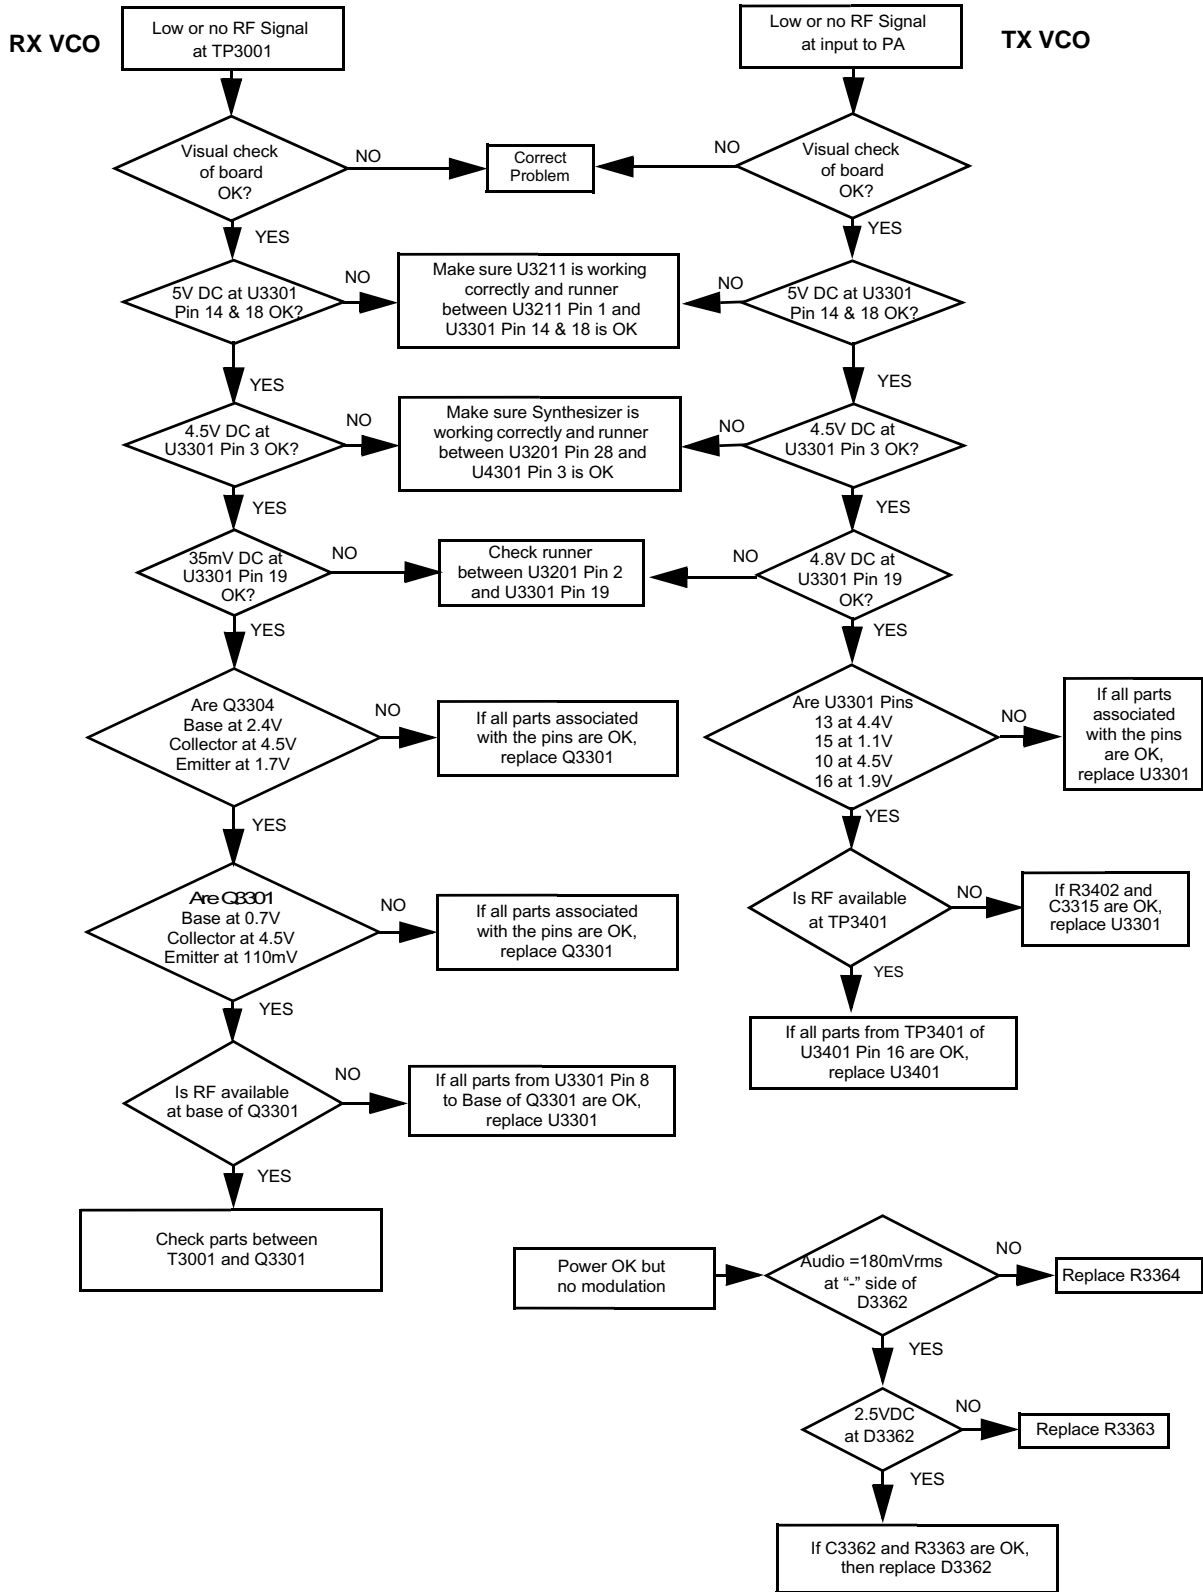 RX VCO
Low or no RF Signal
at TP3001
Visual check
of board
OK?
NO
Correct
Problem
YES
5V DC at U3301
Pin 14 & 18 OK?
NO
Make sure U3211 is working
correctly and runner
between U3211 Pin 1 and
U3301 Pin 14 & 18 is OK
YES
4.5V DC at
U3301 Pin 3 OK?
NO
Make sure Synthesizer is
working correctly and runner
between U3201 Pin 28 and
U4301 Pin 3 is OK
YES
35mV DC at
U3301 Pin 19
OK?
NO
Check runner
between U3201 Pin 2
and U3301 Pin 19
YES
Are Q3304
Base at 2.4V
Collector at 4.5V
Emitter at 1.7V
NO
If all parts associated
with the pins are OK,
replace Q3301
YES
Are Q3301
Base at 0.7V
Collector at 4.5V
Emitter at 110mV
NO
If all parts associated
with the pins are OK,
replace Q3301
YES
Is RF available
at base of Q3301
NO
If all parts from U3301 Pin 8
to Base of Q3301 are OK,
replace U3301
YES
Check parts between
T3001 and Q3301
TX VCO
Low or no RF Signal
at input to PA
Visual check
of board
OK?
NO
YES
5V DC at U3301
Pin 14 & 18 OK?
NO
YES
4.5V DC at
U3301 Pin 3 OK?
NO
YES
4.8V DC at
U3301 Pin 19
OK?
NO
YES
Are U3301 Pins
13 at 4.4V
15 at 1.1V
10 at 4.5V
16 at 1.9V
NO
If all parts
associated
with the pins
are OK,
replace U3301
YES
Is RF available
at TP3401
NO
If R3402 and
C3315 are OK,
replace U3301
YES
If all parts from TP3401 of
U3401 Pin 16 are OK,
replace U3401
Power OK but
no modulation
Audio =180mVrms
at “-” side of
D3362
NO
Replace R3364
YES
2.5VDC
at D3362
NO
Replace R3363
YES
If C3362 and R3363 are OK,
then replace D3362